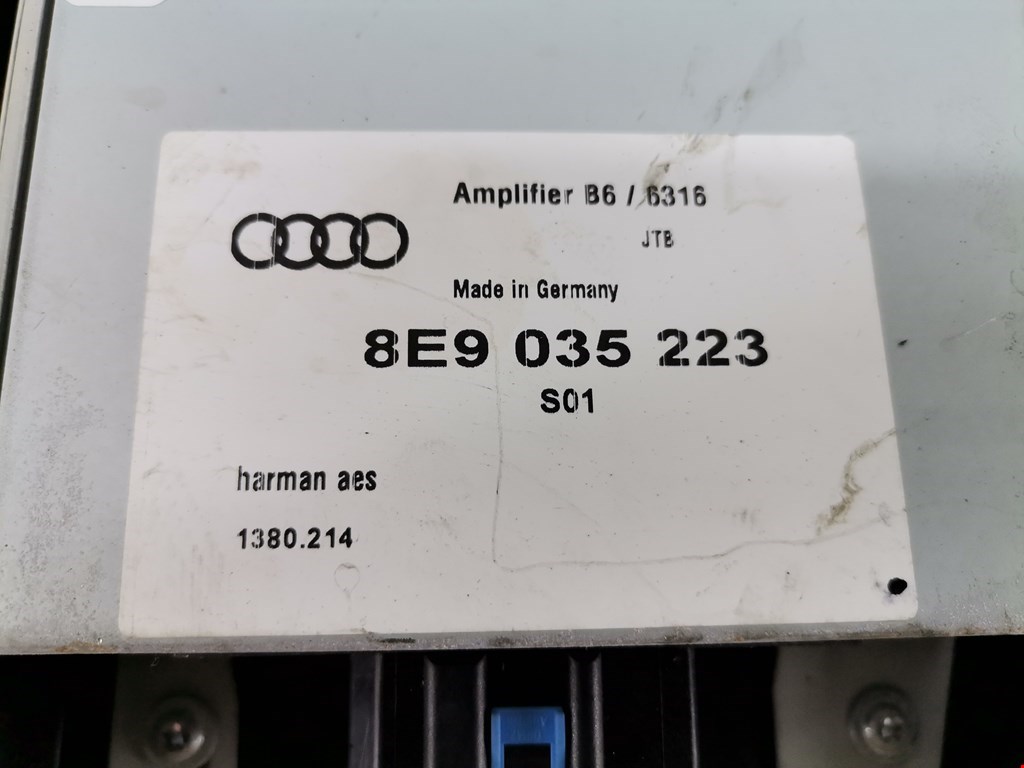 Amplifier B6 / 6316
JTB
Made in Germany
8E9 035 223
S01
harman aes
1380.214